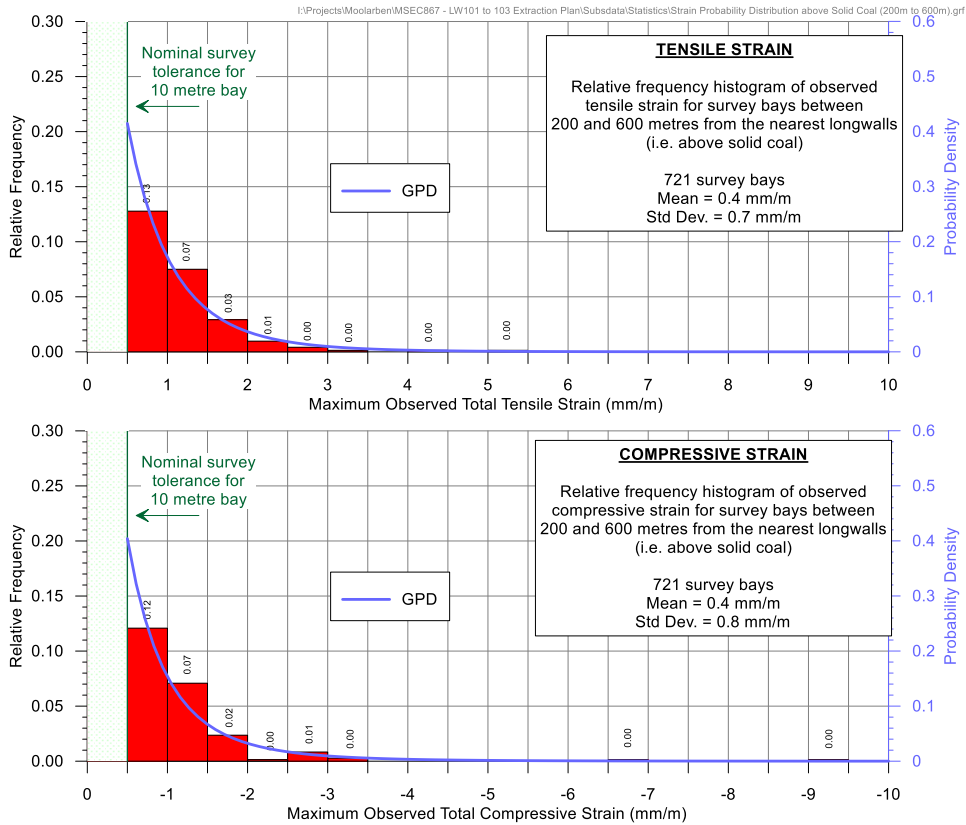 I:\Projects\Moolarben\MSEC867 - LW101 to 103 Extraction Plan\Subsdata\Statistics\Strain Probability Distribution above Solid Coal (200m to 600m).grf
0.30
0.25
0.20
0.15
0.10
0.05
0.00
Relative Frequency
Nominal survey
tolerance for
10 metre bay
GPD
TENSILE STRAIN
Relative frequency histogram of observed
tensile strain for survey bays between
200 and 600 metres from the nearest longwalls
(i.e. above solid coal)
721 survey bays
Mean = 0.4 mm/m
Std Dev. = 0.7 mm/m
0.13
0.07
0.03
0.01
0.00
0.00
0.00
0.00
0.6
0.5
0.4
0.3
0.2
0.1
0
Probability Density
0 1 2 3 4 5 6 7 8 9 10
Maximum Observed Total Tensile Strain (mm/m)
0.30
0.25
0.20
0.15
0.10
0.05
0.00
Relative Frequency
Nominal survey
tolerance for
10 metre bay
GPD
COMPRESSIVE STRAIN
Relative frequency histogram of observed
compressive strain for survey bays between
200 and 600 metres from the nearest longwalls
(i.e. above solid coal)
721 survey bays
Mean = 0.4 mm/m
Std Dev. = 0.8 mm/m
0.12
0.07
0.02
0.00
0.01
0.00
0.00
0.00
0.6
0.5
0.4
0.3
0.2
0.1
0
Probability Density
0 -1 -2 -3 -4 -5 -6 -7 -8 -9 -10
Maximum Observed Total Compressive Strain (mm/m)